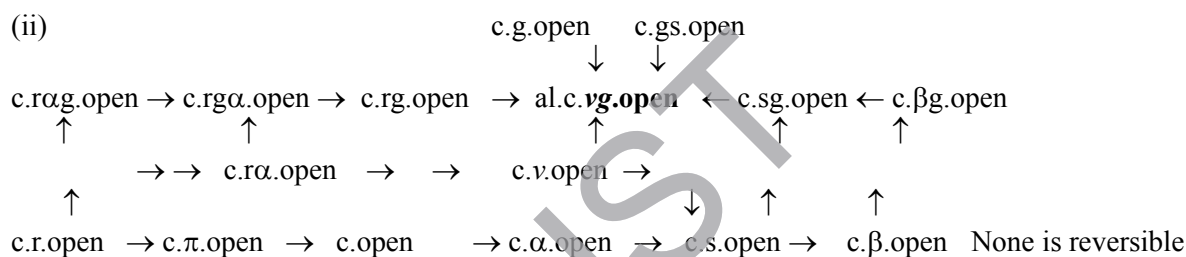 (ii) c.g.open c.gs.open
↓ ↓
c.rαg.open → c.rgα.open → c.rg.open → al.c.vg.open ← c.sg.open ← c.βg.open
↑ ↑ ↑ ↑ ↑
→ → c.rα.open → → c.v.open →
↑ ↓ ↑ ↑
c.r.open → c.π.open → c.open → c.α.open → c.s.open → c.β.open None is reversible